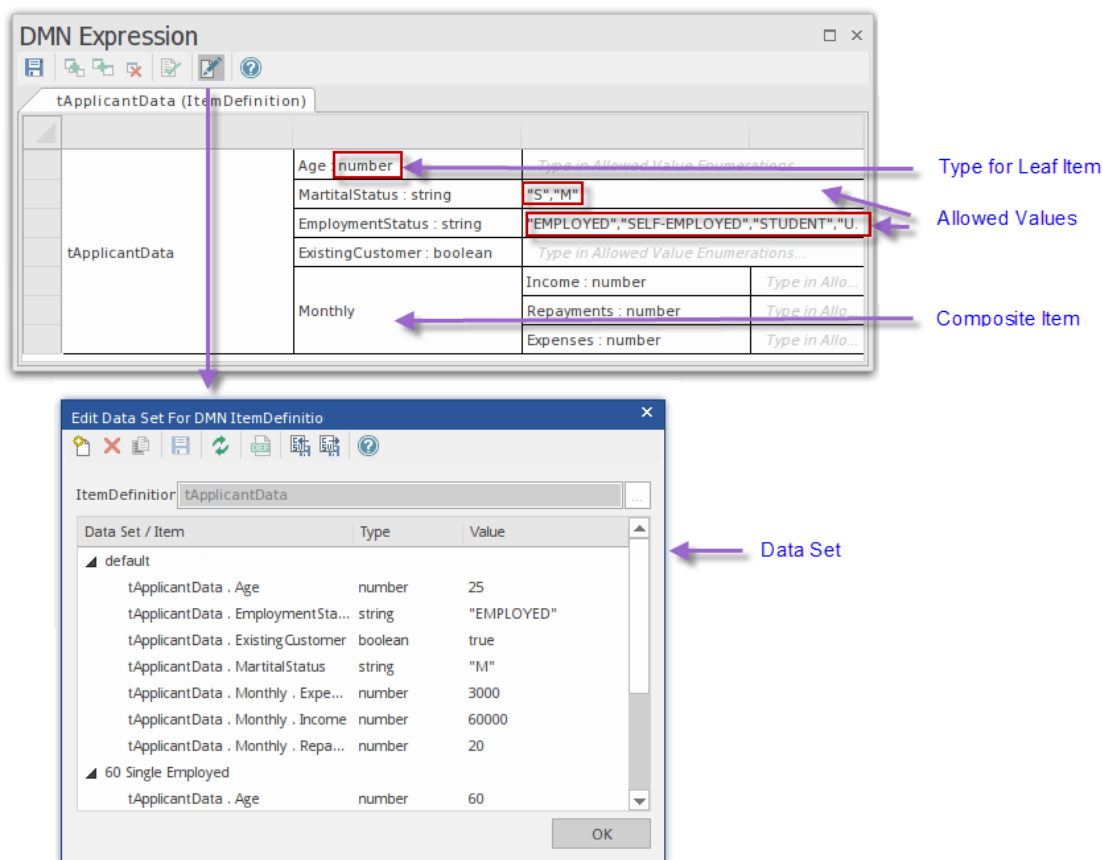 DMN Expression
tApplicantData (ItemDefinition)
Age : number Type in Allowed Value Enumerations... Type for Leaf Item
MartitalStatus : string "S","M"
EmploymentStatus : string "EMPLOYED","SELF-EMPLOYED","STUDENT","U. Allowed Values
tApplicantData ExistingCustomer : boolean Type in Allowed Value Enumerations...
Income : number Type in Allo...
Monthly Repayments : number Type in Allo... Composite Item
Expenses : number Type in Allo...
Edit Data Set For DMN ItemDefinitio
ItemDefinition tApplicantData ...
Data Set / Item Type Value
default Data Set
tApplicantData . Age number 25
tApplicantData . EmploymentSta... string "EMPLOYED"
tApplicantData . ExistingCustomer boolean true
tApplicantData . MartitalStatus string "M"
tApplicantData . Monthly . Expe... number 3000
tApplicantData . Monthly . Income number 60000
tApplicantData . Monthly . Repa... number 20
60 Single Employed
tApplicantData . Age number 60
OK